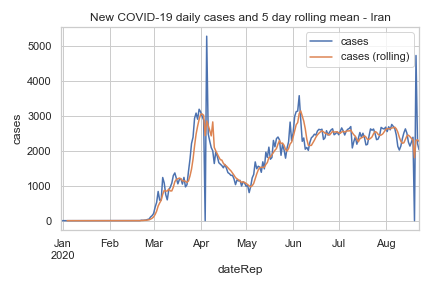 New COVID-19 daily cases and 5 day rolling mean - Iran
cases
cases (rolling)
cases
5000
4000
3000
2000
1000
0
Jan Feb Mar Apr May Jun Jul Aug
2020
dateRep